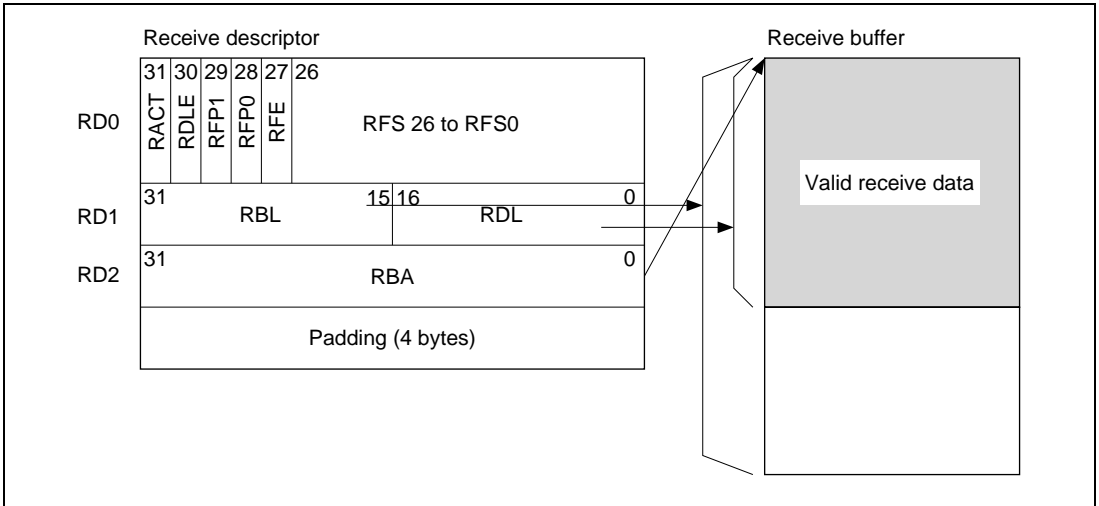 Receive descriptor
Receive buffer
31 30 29 28 27 26
RD0
RACT
RDLE
RFP1
RFP0
RFE
RFS 26 to RFS0
Valid receive data
31 15 16 0
RD1
RBL
RDL
31 0
RD2
RBA
Padding (4 bytes)